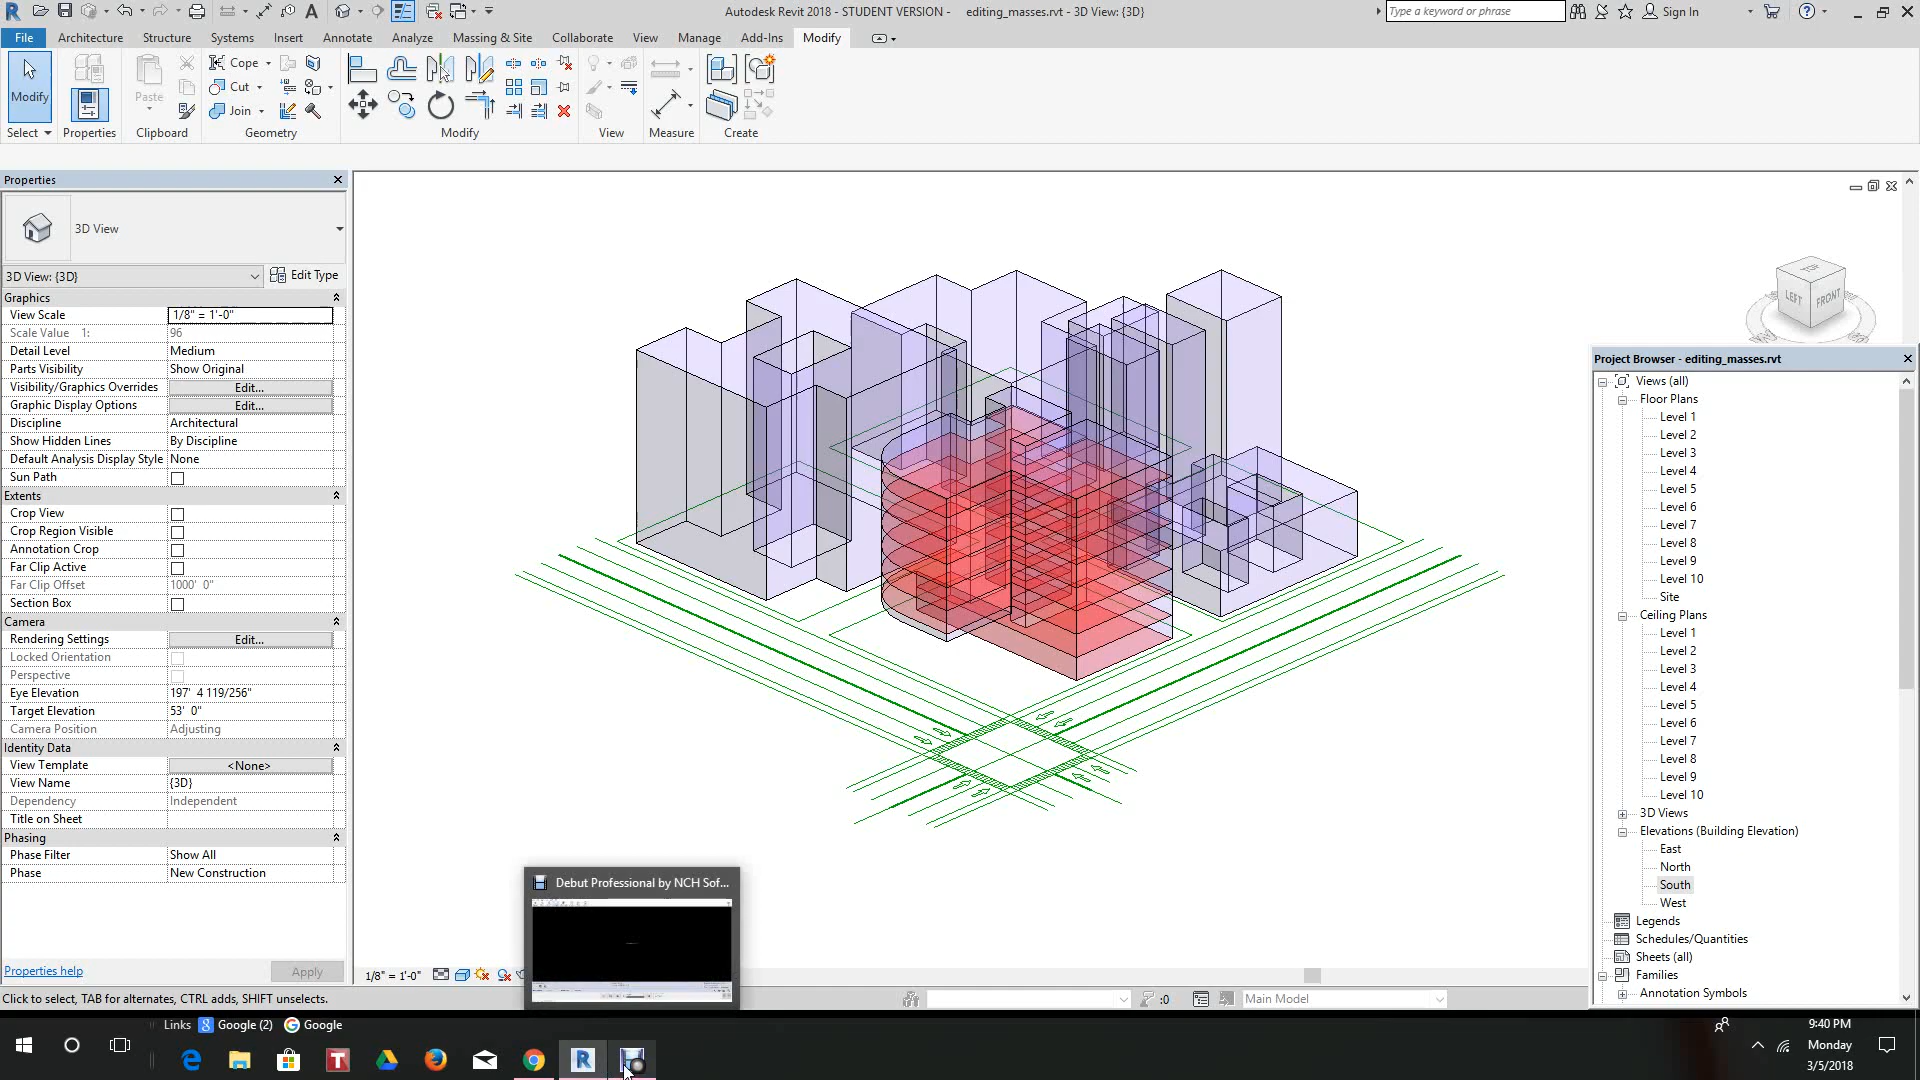 Autodesk Revit 2018 - STUDENT VERSION - editing_masses.rvt - 3D View: {3D}
Type a keyword or phrase
Sign In
File Architecture Structure Systems Insert Annotate Analyze Massing & Site Collaborate View Manage Add-Ins Modify
Modify
Paste
Cope
Cut
Join
Select Properties Clipboard Geometry Modify View Measure Create
Properties
3D View
3D View: {3D} Edit Type
Graphics
View Scale 1/8" = 1'-0"
Scale Value 1: 96
Detail Level Medium
Parts Visibility Show Original
Visibility/Graphics Overrides Edit...
Graphic Display Options Edit...
Discipline Architectural
Show Hidden Lines By Discipline
Default Analysis Display Style None
Sun Path
Extents
Crop View
Crop Region Visible
Annotation Crop
Far Clip Active
Far Clip Offset 1000' 0"
Section Box
Camera
Rendering Settings Edit...
Locked Orientation
Perspective
Eye Elevation 197' 4 119/256"
Target Elevation 53' 0"
Camera Position Adjusting
Identity Data
View Template <None>
View Name {3D}
Dependency Independent
Title on Sheet
Phasing
Phase Filter Show All
Phase New Construction
Properties help Apply
TOP
LEFT FRONT
Project Browser - editing_masses.rvt
Views (all)
Floor Plans
Level 1
Level 2
Level 3
Level 4
Level 5
Level 6
Level 7
Level 8
Level 9
Level 10
Site
Ceiling Plans
Level 1
Level 2
Level 3
Level 4
Level 5
Level 6
Level 7
Level 8
Level 9
Level 10
3D Views
Elevations (Building Elevation)
East
North
South
West
Legends
Schedules/Quantities
Sheets (all)
Families
Annotation Symbols
Debut Professional by NCH Sof...
1/8" = 1'-0"
Click to select, TAB for alternates, CTRL adds, SHIFT unselects.
:0
Main Model
Links Google (2) Google
9:40 PM
Monday
3/5/2018